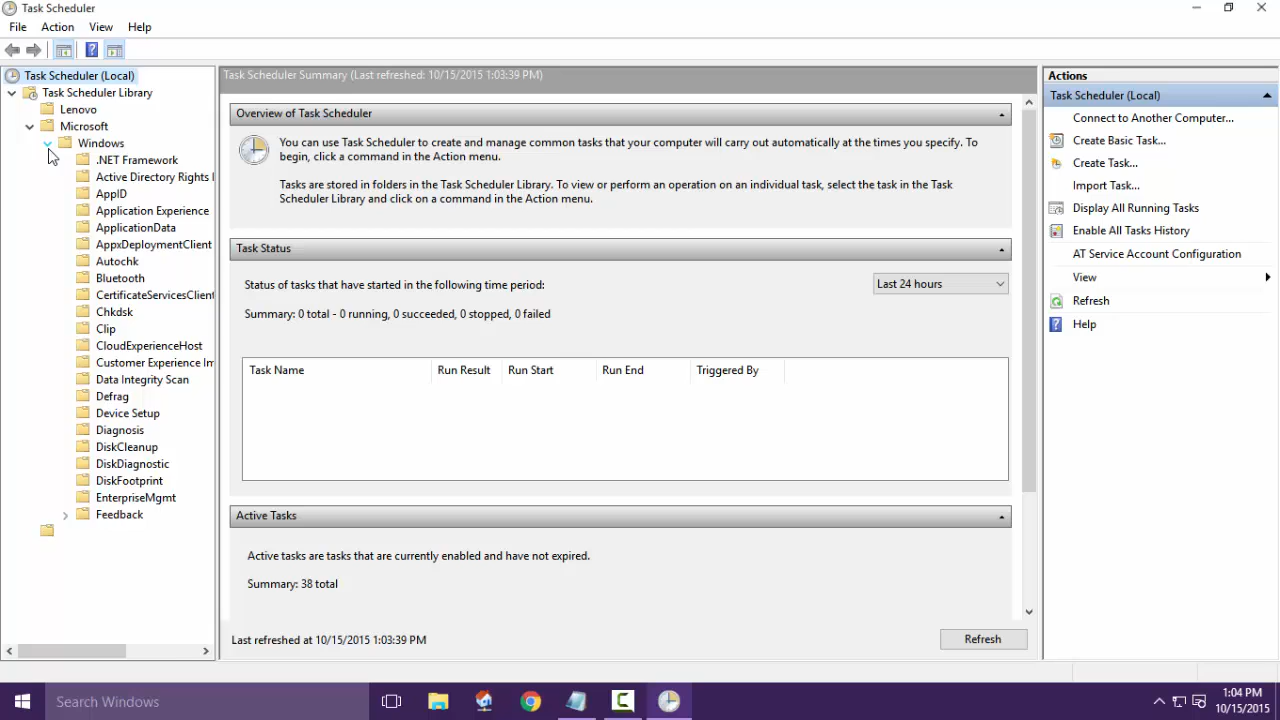 Task Scheduler
File Action View Help
Task Scheduler (Local)
Task Scheduler Library
Lenovo
Microsoft
Windows
.NET Framework
Active Directory Rights
AppID
Application Experience
ApplicationData
AppxDeploymentClient
Autochk
Bluetooth
CertificateServicesClient
Chkdsk
Clip
CloudExperienceHost
Customer Experience Im
Data Integrity Scan
Defrag
Device Setup
Diagnosis
DiskCleanup
DiskDiagnostic
DiskFootprint
EnterpriseMgmt
Feedback
Task Scheduler Summary (Last refreshed: 10/15/2015 1:03:39 PM)
Overview of Task Scheduler
You can use Task Scheduler to create and manage common tasks that your computer will carry out automatically at the times you specify. To
begin, click a command in the Action menu.
Tasks are stored in folders in the Task Scheduler Library. To view or perform an operation on an individual task, select the task in the Task
Scheduler Library and click on a command in the Action menu.
Task Status
Status of tasks that have started in the following time period:
Last 24 hours
Summary: 0 total - 0 running, 0 succeeded, 0 stopped, 0 failed
Task Name Run Result Run Start Run End Triggered By
Active Tasks
Active tasks are tasks that are currently enabled and have not expired.
Summary: 38 total
Last refreshed at 10/15/2015 1:03:39 PM
Refresh
Actions
Task Scheduler (Local)
Connect to Another Computer...
Create Basic Task...
Create Task...
Import Task...
Display All Running Tasks
Enable All Tasks History
AT Service Account Configuration
View
Refresh
Help
Search Windows
1:04 PM
10/15/2015